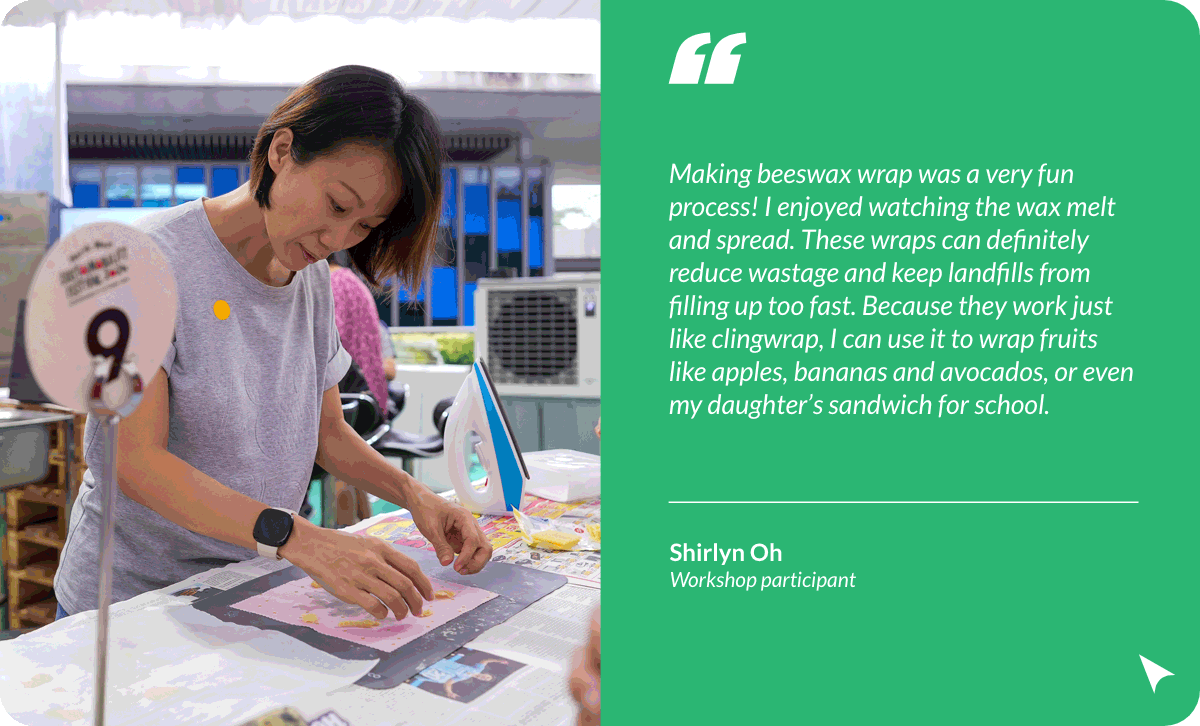 SUSTAINABILITY
FESTIVAL
9
Making beeswax wrap was a very fun
process! I enjoyed watching the wax melt
and spread. These wraps can definitely
reduce wastage and keep landfills from
filling up too fast. Because they work just
like clingwrap, I can use it to wrap fruits
like apples, bananas and avocados, or even
my daughter’s sandwich for school.
Shirlyn Oh
Workshop participant